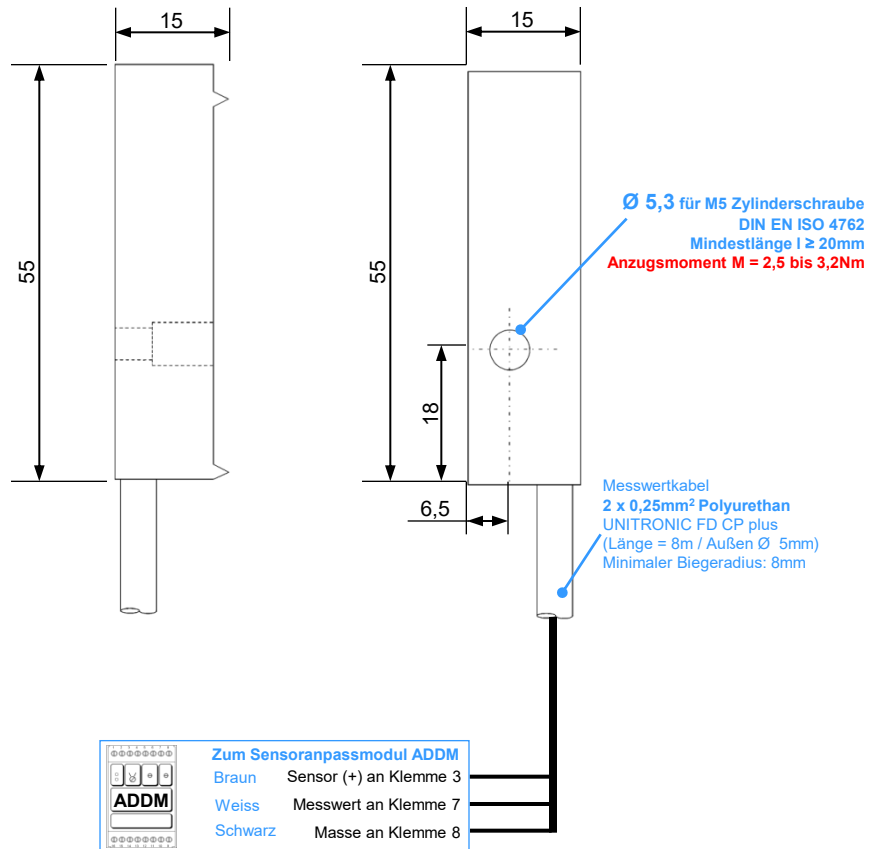 15
15
55
55
Ø 5,3 für M5 Zylinderschraube
DIN EN ISO 4762
Mindestlänge l ≥ 20mm
Anzugsmoment M = 2,5 bis 3,2Nm
18
6,5
Messwertkabel
2 x 0,25mm² Polyurethan
UNITRONIC FD CP plus
(Länge = 8m / Außen Ø 5mm)
Minimaler Biegeradius: 8mm
Zum Sensoranpassmodul ADDM
Braun Sensor (+) an Klemme 3
ADDM
Weiss Messwert an Klemme 7
Schwarz Masse an Klemme 8